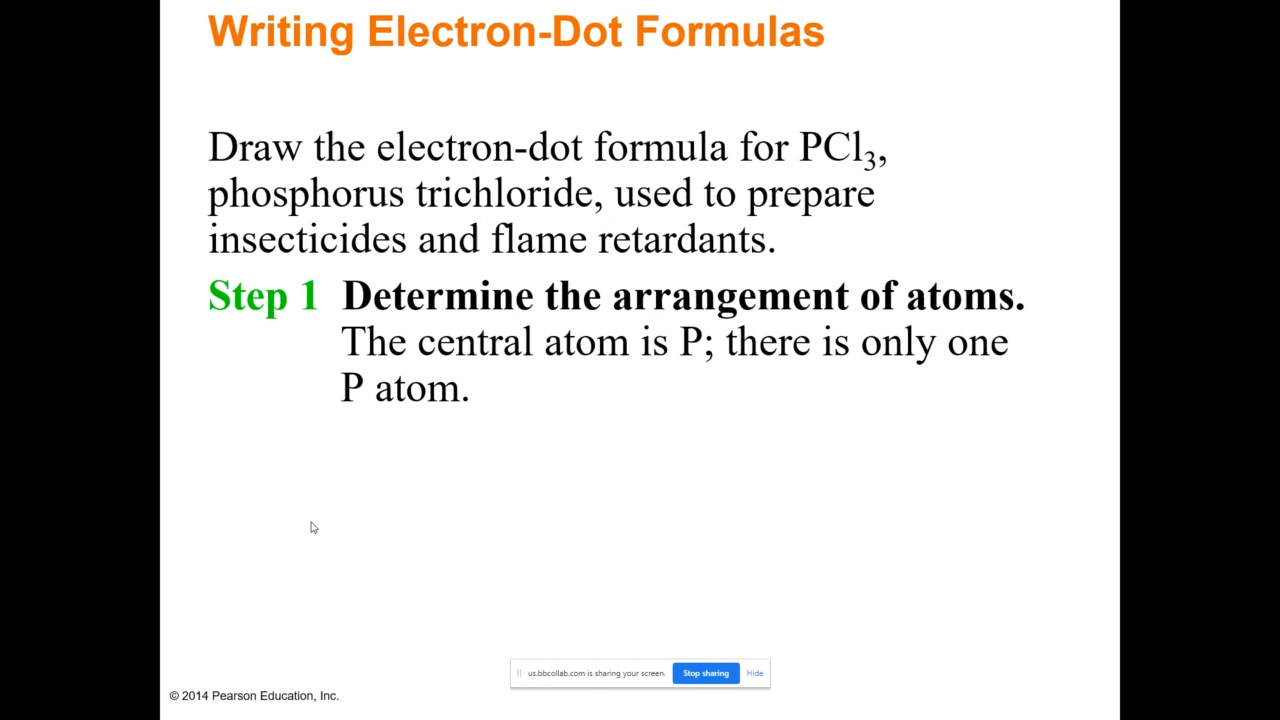 Writing Electron-Dot Formulas
Draw the electron-dot formula for PCl₃,
phosphorus trichloride, used to prepare
insecticides and flame retardants.
Step 1 Determine the arrangement of atoms.
The central atom is P; there is only one
P atom.
us.bbcollab.com is sharing your screen. Stop sharing Hide
© 2014 Pearson Education, Inc.